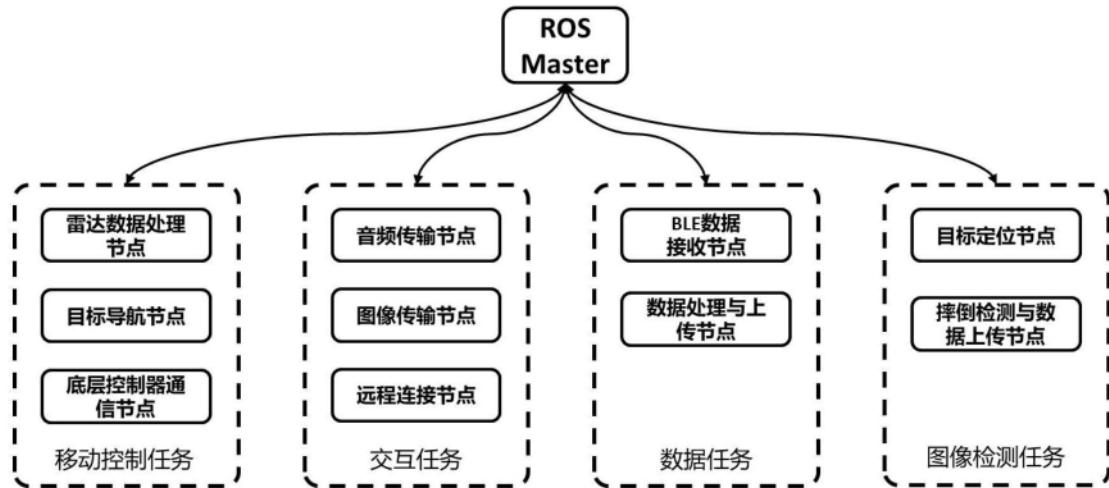 ROS
Master
雷达数据处理
节点
目标导航节点
底层控制器通
信节点
移动控制任务
音频传输节点
图像传输节点
远程连接节点
交互任务
BLE数据
接收节点
数据处理与上
传节点
数据任务
目标定位节点
摔倒检测与数
据上传节点
图像检测任务